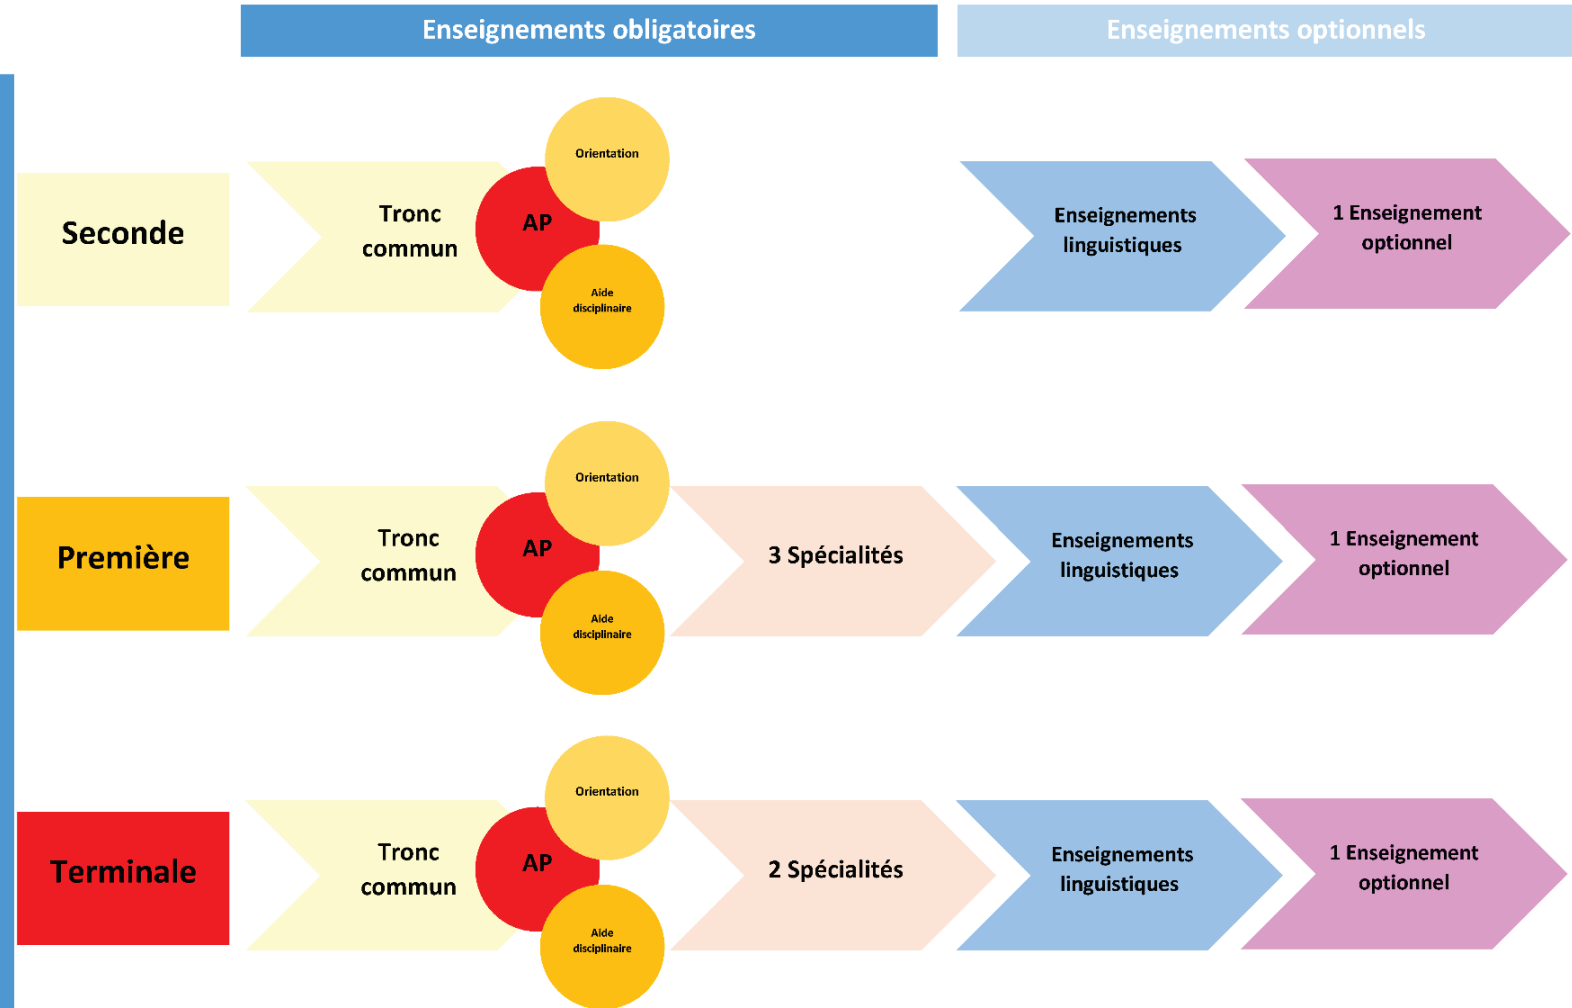 Enseignements obligatoires
Enseignements optionnels
Seconde
Tronc
commun
AP
Orientation
Aide
disciplinaire
Enseignements
linguistiques
1 Enseignement
optionnel
Première
Tronc
commun
AP
Orientation
Aide
disciplinaire
3 Spécialités
Enseignements
linguistiques
1 Enseignement
optionnel
Terminale
Tronc
commun
AP
Orientation
Aide
disciplinaire
2 Spécialités
Enseignements
linguistiques
1 Enseignement
optionnel